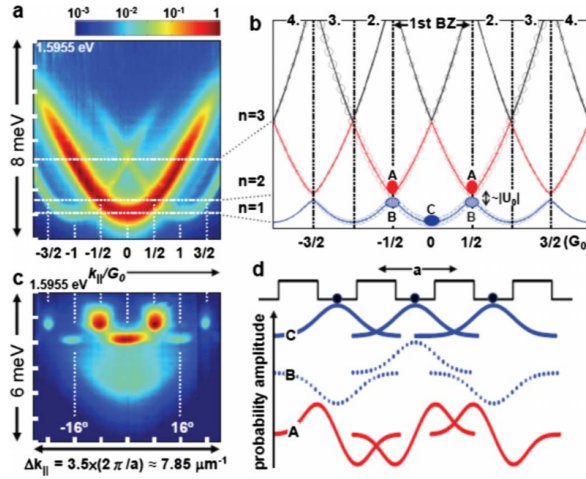 a
10⁻³ 10⁻² 10⁻¹ 1
1.5955 eV
8 meV
-3/2 -1 -1/2 0 1/2 1 3/2
k||/G₀
n=3
n=2
n=1
b
4. 3. 2. 1st BZ 2. 3. 4.
A A
C
B B
~|U₀|
-3/2 -1/2 0 1/2 3/2 (G₀
c
1.5955 eV
6 meV
-16° 16°
Δk|| = 3.5×(2π/a) ≈ 7.85 μm⁻¹
d
a
probability amplitude
C
B
A